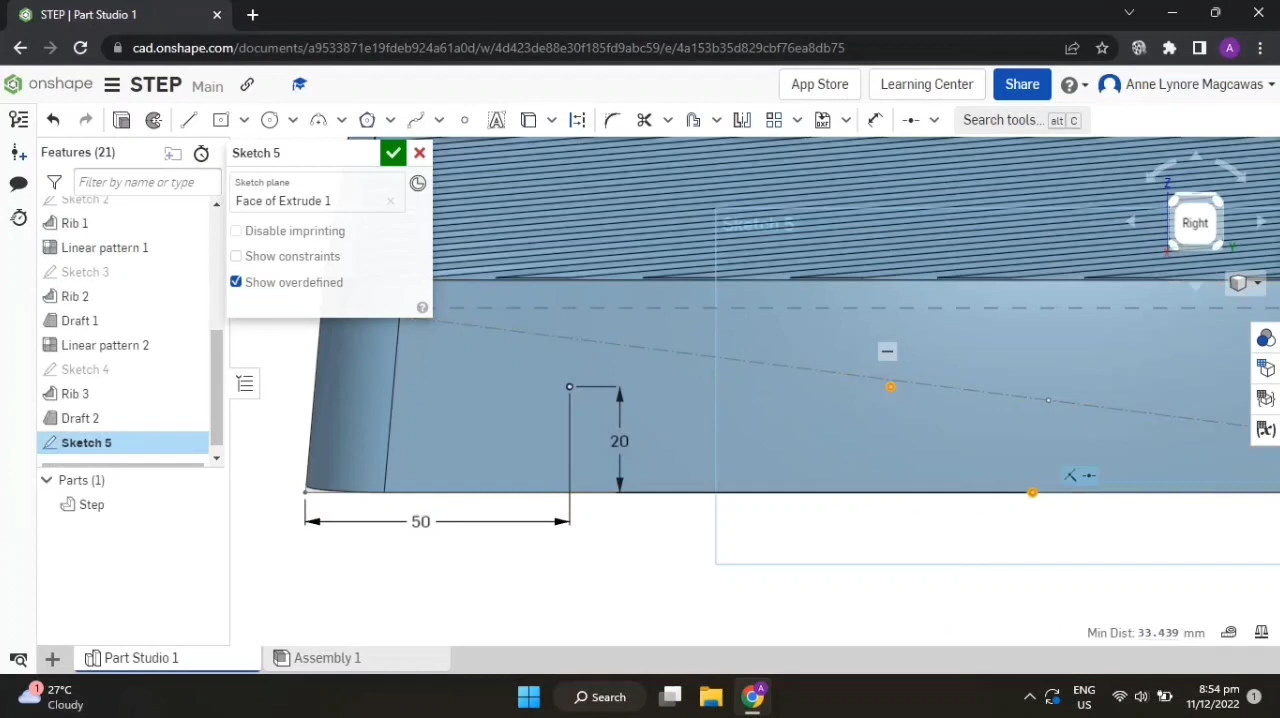 STEP | Part Studio 1
cad.onshape.com/documents/a9533871e19fdeb924a61a0d/w/4d423de88e30f185fd9abc59/e/4a153b35d829cbf76ea8db75
A
onshape STEP Main App Store Learning Center Share Anne Lynore Magcawas
Search tools... alt C
Features (21)
Filter by name or type
Sketch 2
Rib 1
Linear pattern 1
Sketch 3
Rib 2
Draft 1
Linear pattern 2
Sketch 4
Rib 3
Draft 2
Sketch 5
Parts (1)
Step
Sketch 5
Sketch plane
Face of Extrude 1
Disable imprinting
Show constraints
Show overdefined
Sketch 5
Z
Right
X Y
20
50
(x)
Min Dist: 33.439 mm
Part Studio 1 Assembly 1
1 27°C
Cloudy
Search
A
ENG
US
8:54 pm
11/12/2022
1